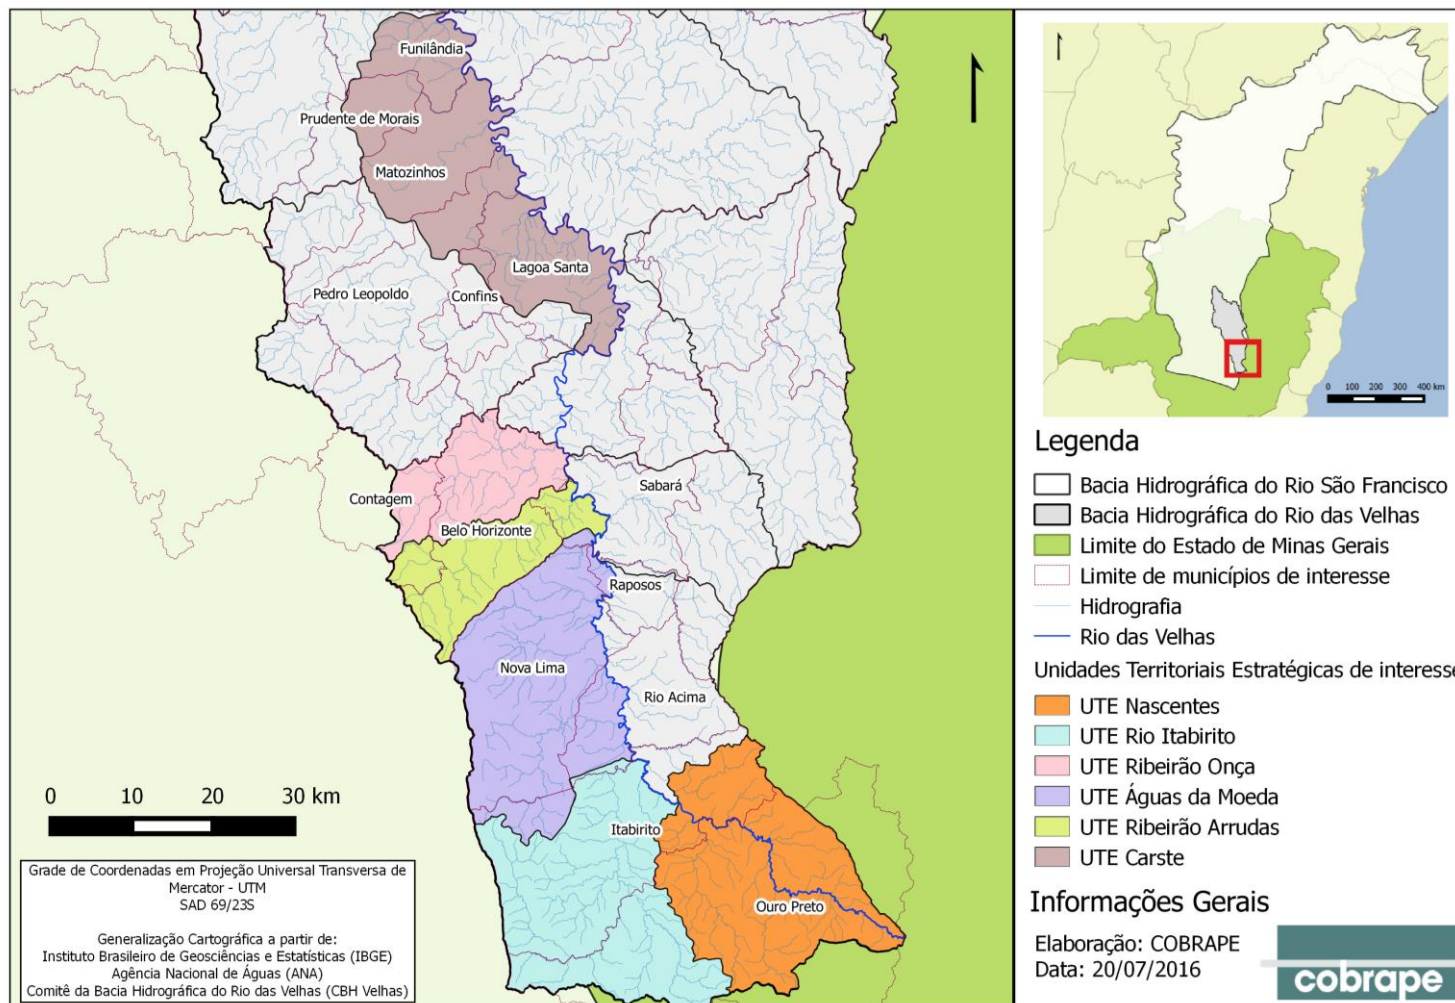 Funilândia
Prudente de Morais
Matozinhos
Lagoa Santa
Pedro Leopoldo
Confins
Contagem
Sabará
Belo Horizonte
Raposos
Nova Lima
Rio Acima
Itabirito
Ouro Preto
0 10 20 30 km
Grade de Coordenadas em Projeção Universal Transversa de
Mercator - UTM
SAD 69/23S
Generalização Cartográfica a partir de:
Instituto Brasileiro de Geosciências e Estatísticas (IBGE)
Agência Nacional de Águas (ANA)
Comitê da Bacia Hidrográfica do Rio das Velhas (CBH Velhas)
0 100 200 300 400 km
Legenda
Bacia Hidrográfica do Rio São Francisco
Bacia Hidrográfica do Rio das Velhas
Limite do Estado de Minas Gerais
Limite de municípios de interesse
Hidrografia
Rio das Velhas
Unidades Territoriais Estratégicas de interesse
UTE Nascentes
UTE Rio Itabirito
UTE Ribeirão Onça
UTE Águas da Moeda
UTE Ribeirão Arrudas
UTE Carste
Informações Gerais
Elaboração: COBRAPE
Data: 20/07/2016
cobrape